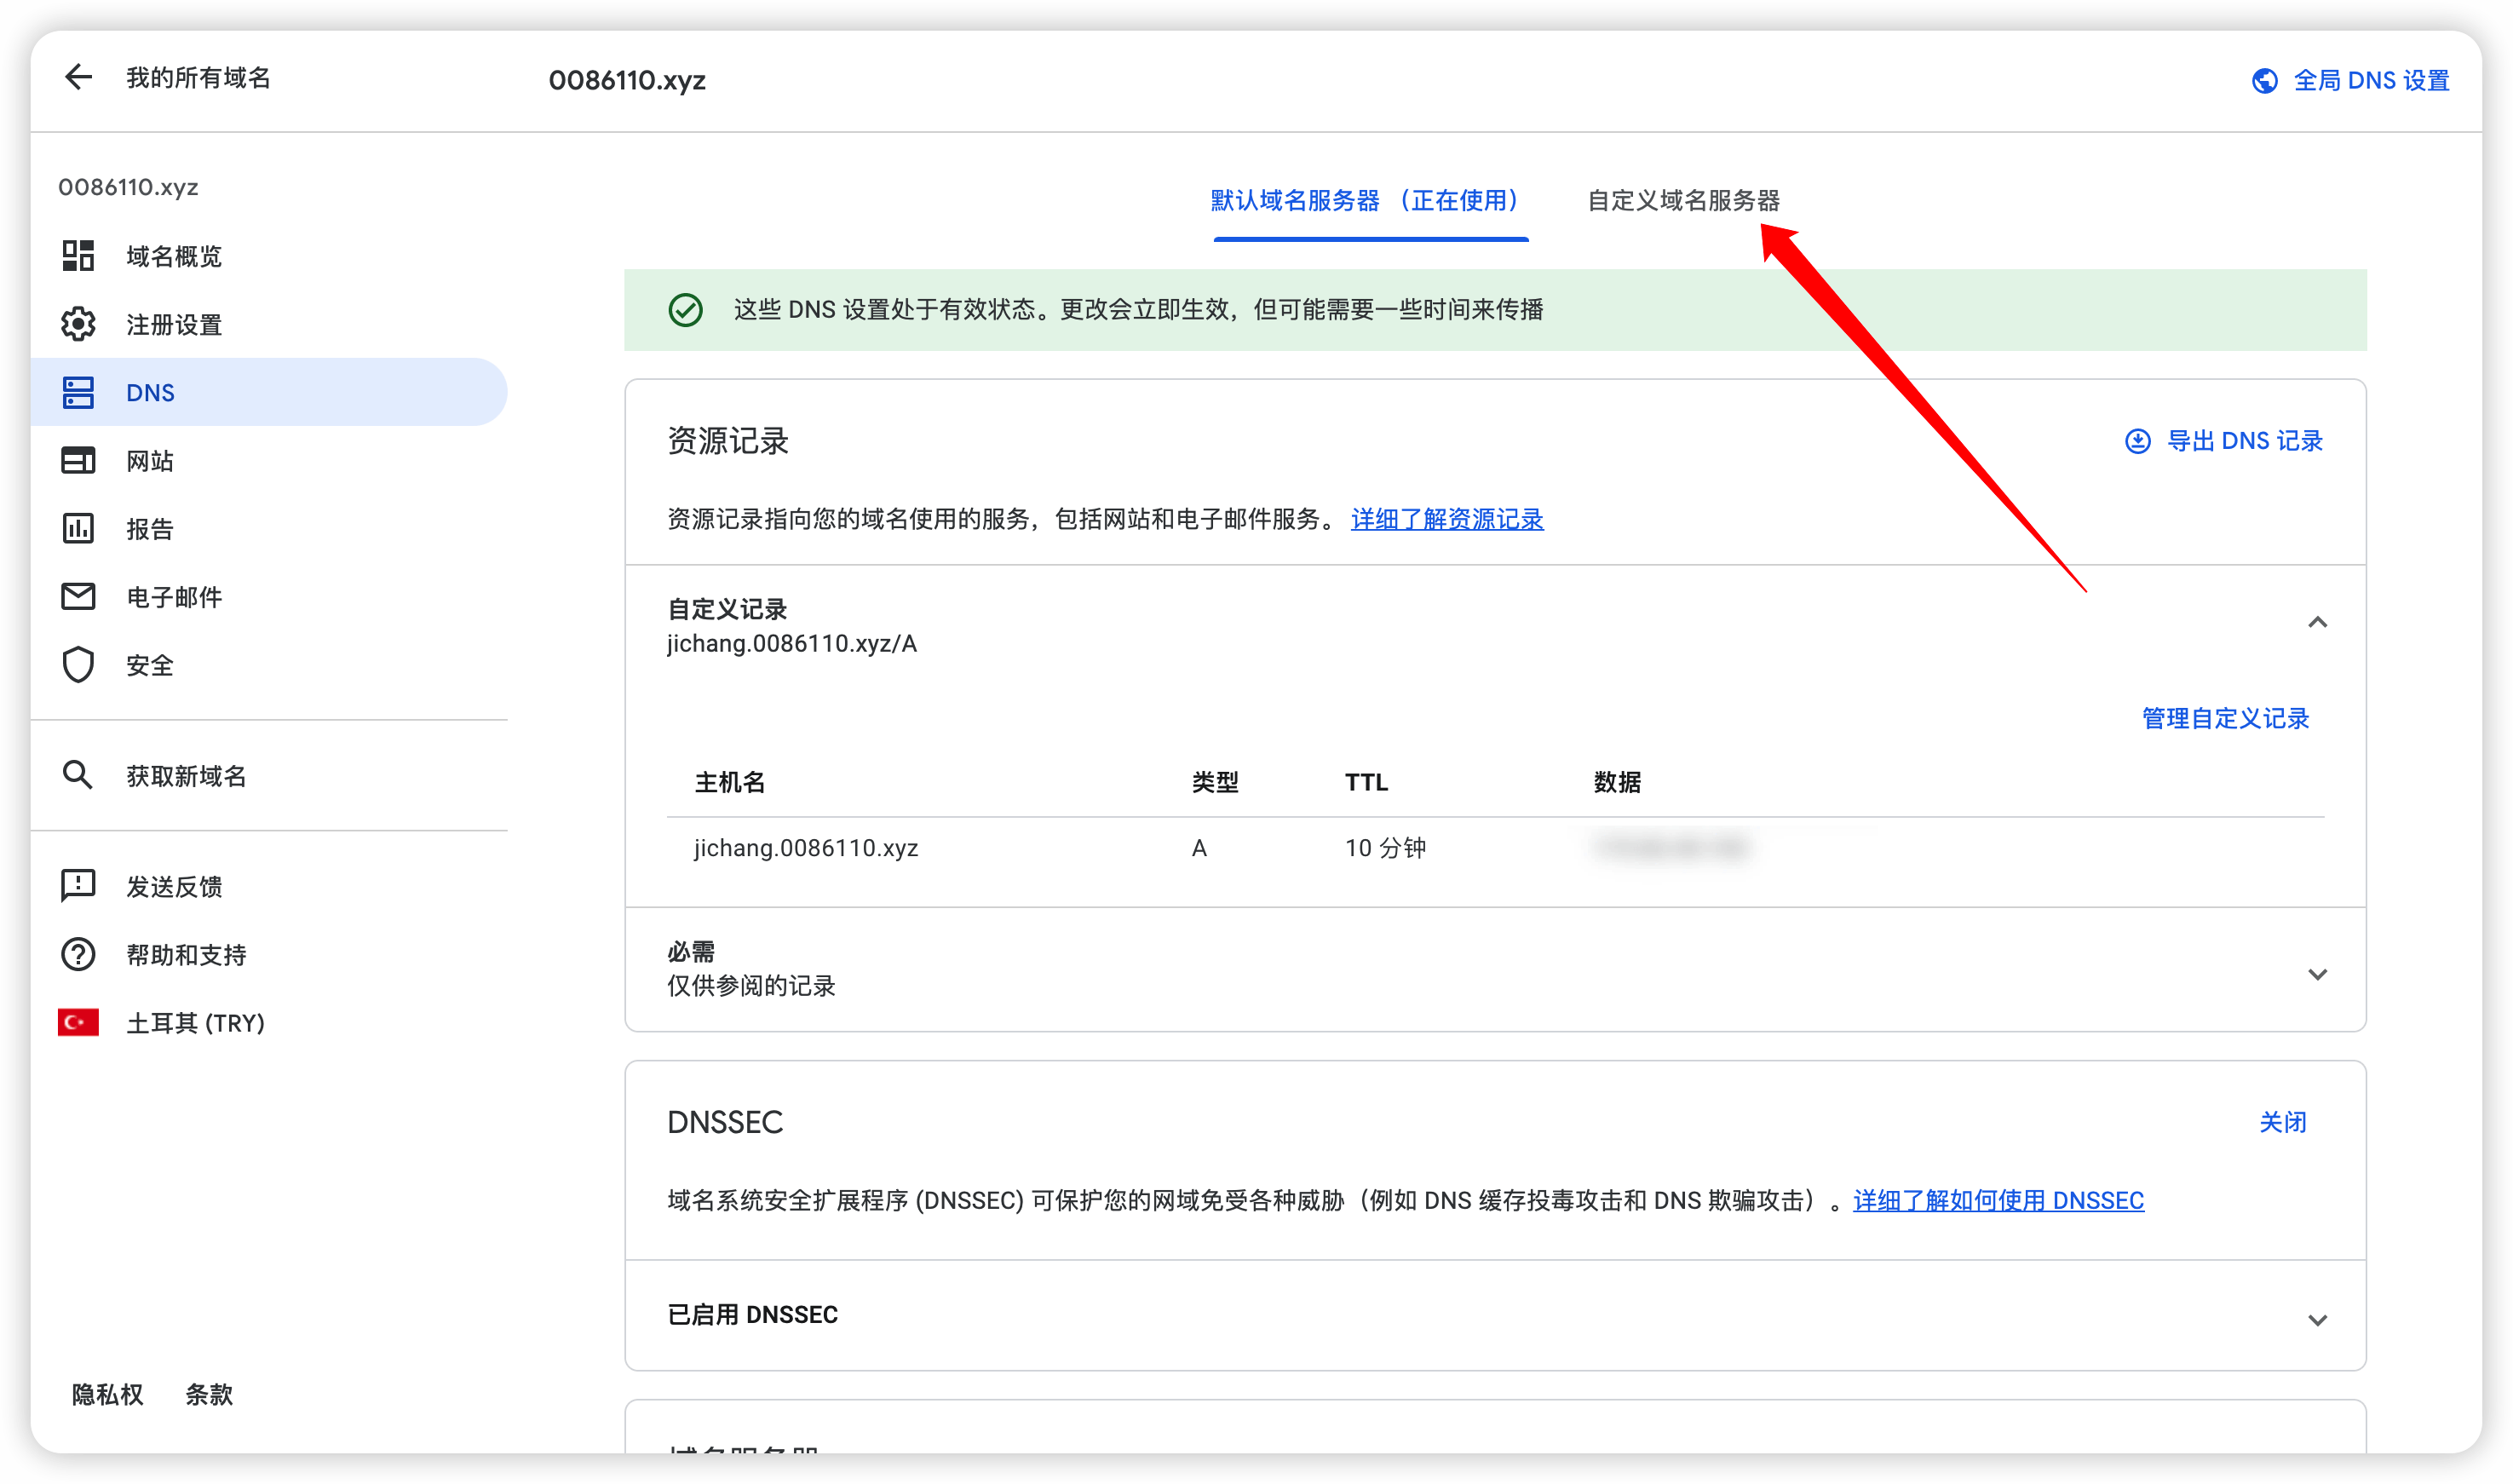 我的所有域名
0086110.xyz
全局 DNS 设置
0086110.xyz
域名概览
注册设置
DNS
网站
报告
电子邮件
安全
获取新域名
发送反馈
帮助和支持
土耳其 (TRY)
隐私权 条款
默认域名服务器 （正在使用） 自定义域名服务器
这些 DNS 设置处于有效状态。更改会立即生效，但可能需要一些时间来传播
资源记录
导出 DNS 记录
资源记录指向您的域名使用的服务，包括网站和电子邮件服务。 详细了解资源记录
自定义记录
jichang.0086110.xyz/A
管理自定义记录
主机名 类型 TTL 数据
jichang.0086110.xyz A 10 分钟
必需
仅供参阅的记录
DNSSEC
关闭
域名系统安全扩展程序 (DNSSEC) 可保护您的网域免受各种威胁（例如 DNS 缓存投毒攻击和 DNS 欺骗攻击）。详细了解如何使用 DNSSEC
已启用 DNSSEC
域名服务器